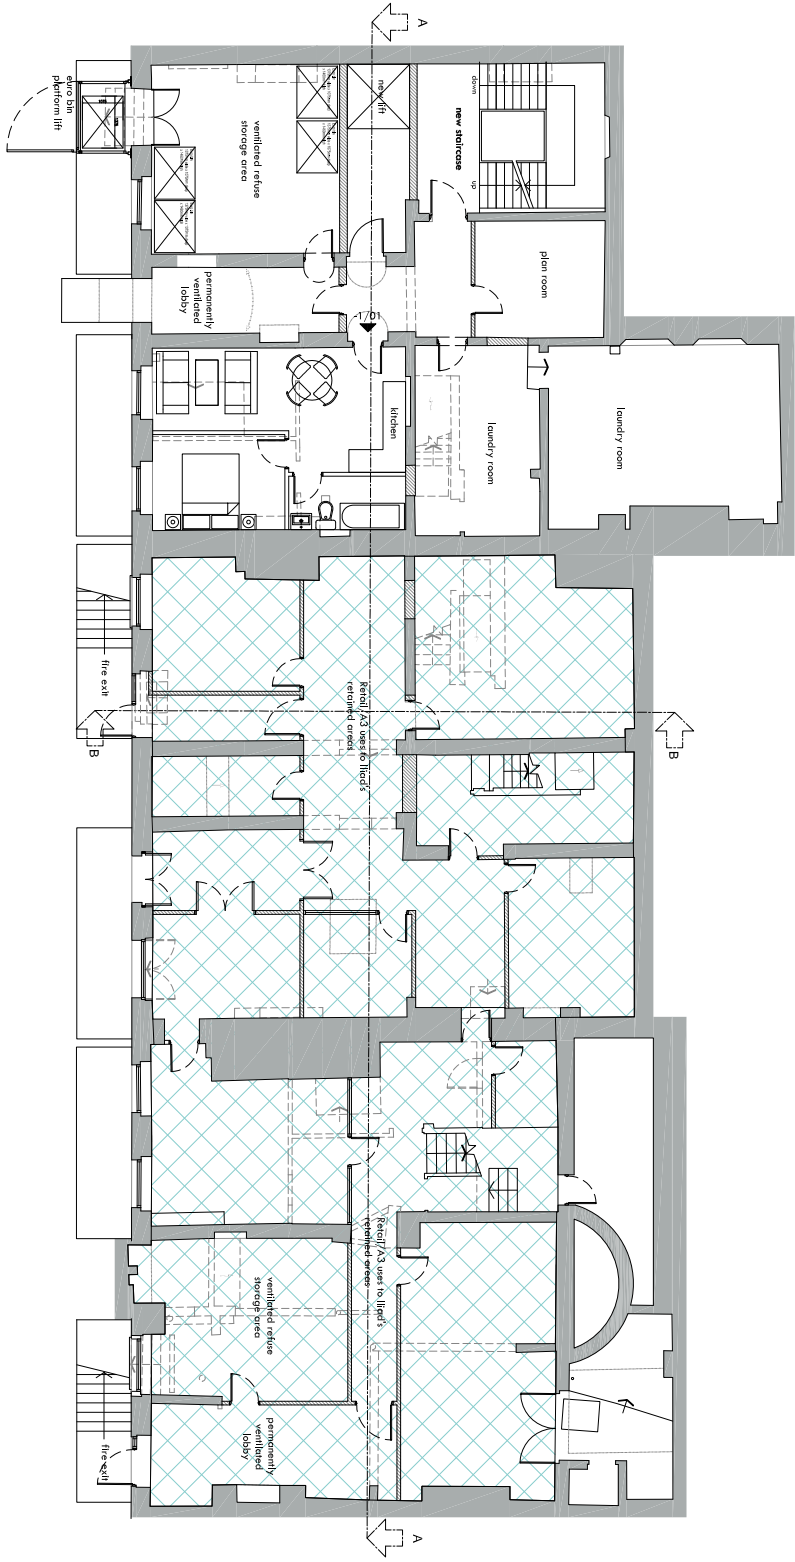 A
euro bin
platform lift
ventilated refuse
storage area
new lift
new staircase
down
up
permanently
ventilated
lobby
-1/01
plan room
kitchen
laundry room
laundry room
fire exit
B
Retail/A3 uses to Iliad's
retained areas
B
Retail/A3 uses to Iliad's
retained areas
ventilated refuse
storage area
permanently
ventilated
lobby
fire exit
A